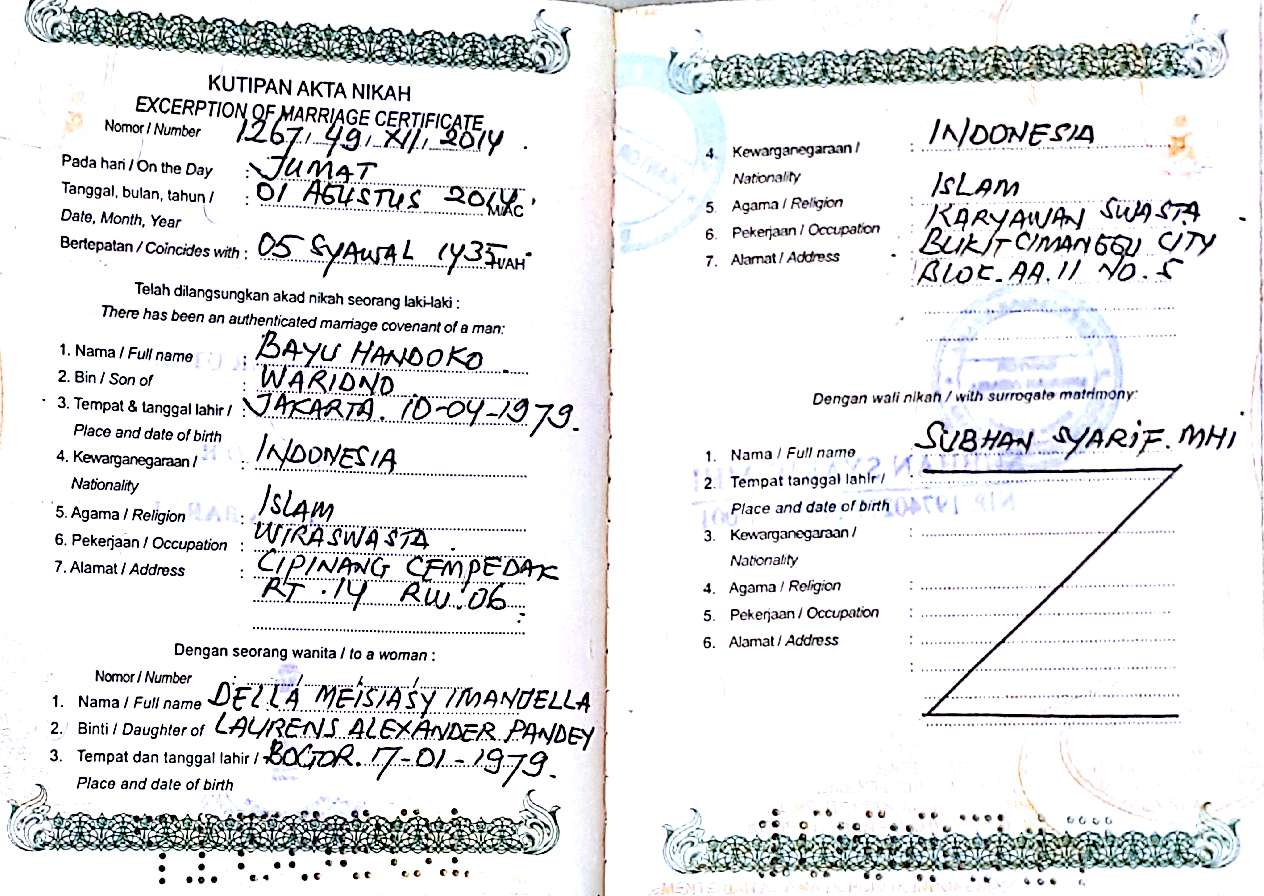 KUTIPAN AKTA NIKAH
EXCERPTION OF MARRIAGE CERTIFICATE
Nomor / Number 1267, 49, XII, 2014
Pada hari / On the Day : JUMAT
Tanggal, bulan, tahun / : 01 AGUSTUS 2014 M/AC
Date, Month, Year
Bertepatan / Coincides with : 05 SYAWAL 1435 H/AH
Telah dilangsungkan akad nikah seorang laki-laki :
There has been an authenticated marriage covenant of a man:
1. Nama / Full name : BAYU HANDOKO
2. Bin / Son of : WARIDNO
3. Tempat & tanggal lahir / : JAKARTA. 10-04-1979.
Place and date of birth
4. Kewarganegaraan / : INDONESIA
Nationality
5. Agama / Religion : ISLAM
6. Pekerjaan / Occupation : WIRASWASTA.
7. Alamat / Address : CIPINANG CEMPEDAK
RT. 14 RW. 06
Dengan seorang wanita / to a woman :
Nomor / Number : / / /
1. Nama / Full name DELLA MEISIASY IMANUELLA
2. Binti / Daughter of LAURENS ALEXANDER PANDEY
3. Tempat dan tanggal lahir / BOGOR. 17-01-1979.
Place and date of birth
4. Kewarganegaraan / : INDONESIA
Nationality
5. Agama / Religion : ISLAM
6. Pekerjaan / Occupation : KARYAWAN SWASTA
7. Alamat / Address : BUKIT CIMANGGU CITY
BLOK. AA. 11 NO. 5
Dengan wali nikah / with surrogate matrimony:
1. Nama / Full name : SUBHAN SYARIF. MHI
2. Tempat tanggal lahir / :
Place and date of birth
3. Kewarganegaraan / :
Nationality
4. Agama / Religion :
5. Pekerjaan / Occupation :
6. Alamat / Address :